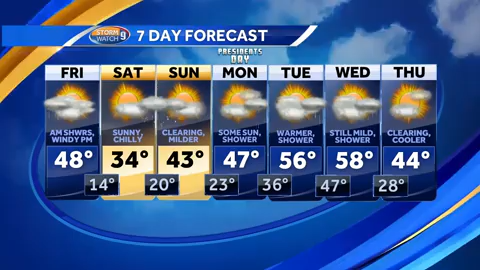 STORM
WATCH 9
7 DAY FORECAST
PRESIDENTS
DAY
FRI SAT SUN MON TUE WED THU
AM SHWRS, WINDY PM
SUNNY, CHILLY
CLEARING, MILDER
SOME SUN, SHOWER
WARMER, SHOWER
STILL MILD, SHOWER
CLEARING, COOLER
48° 34° 43° 47° 56° 58° 44°
14° 20° 23° 36° 47° 28°